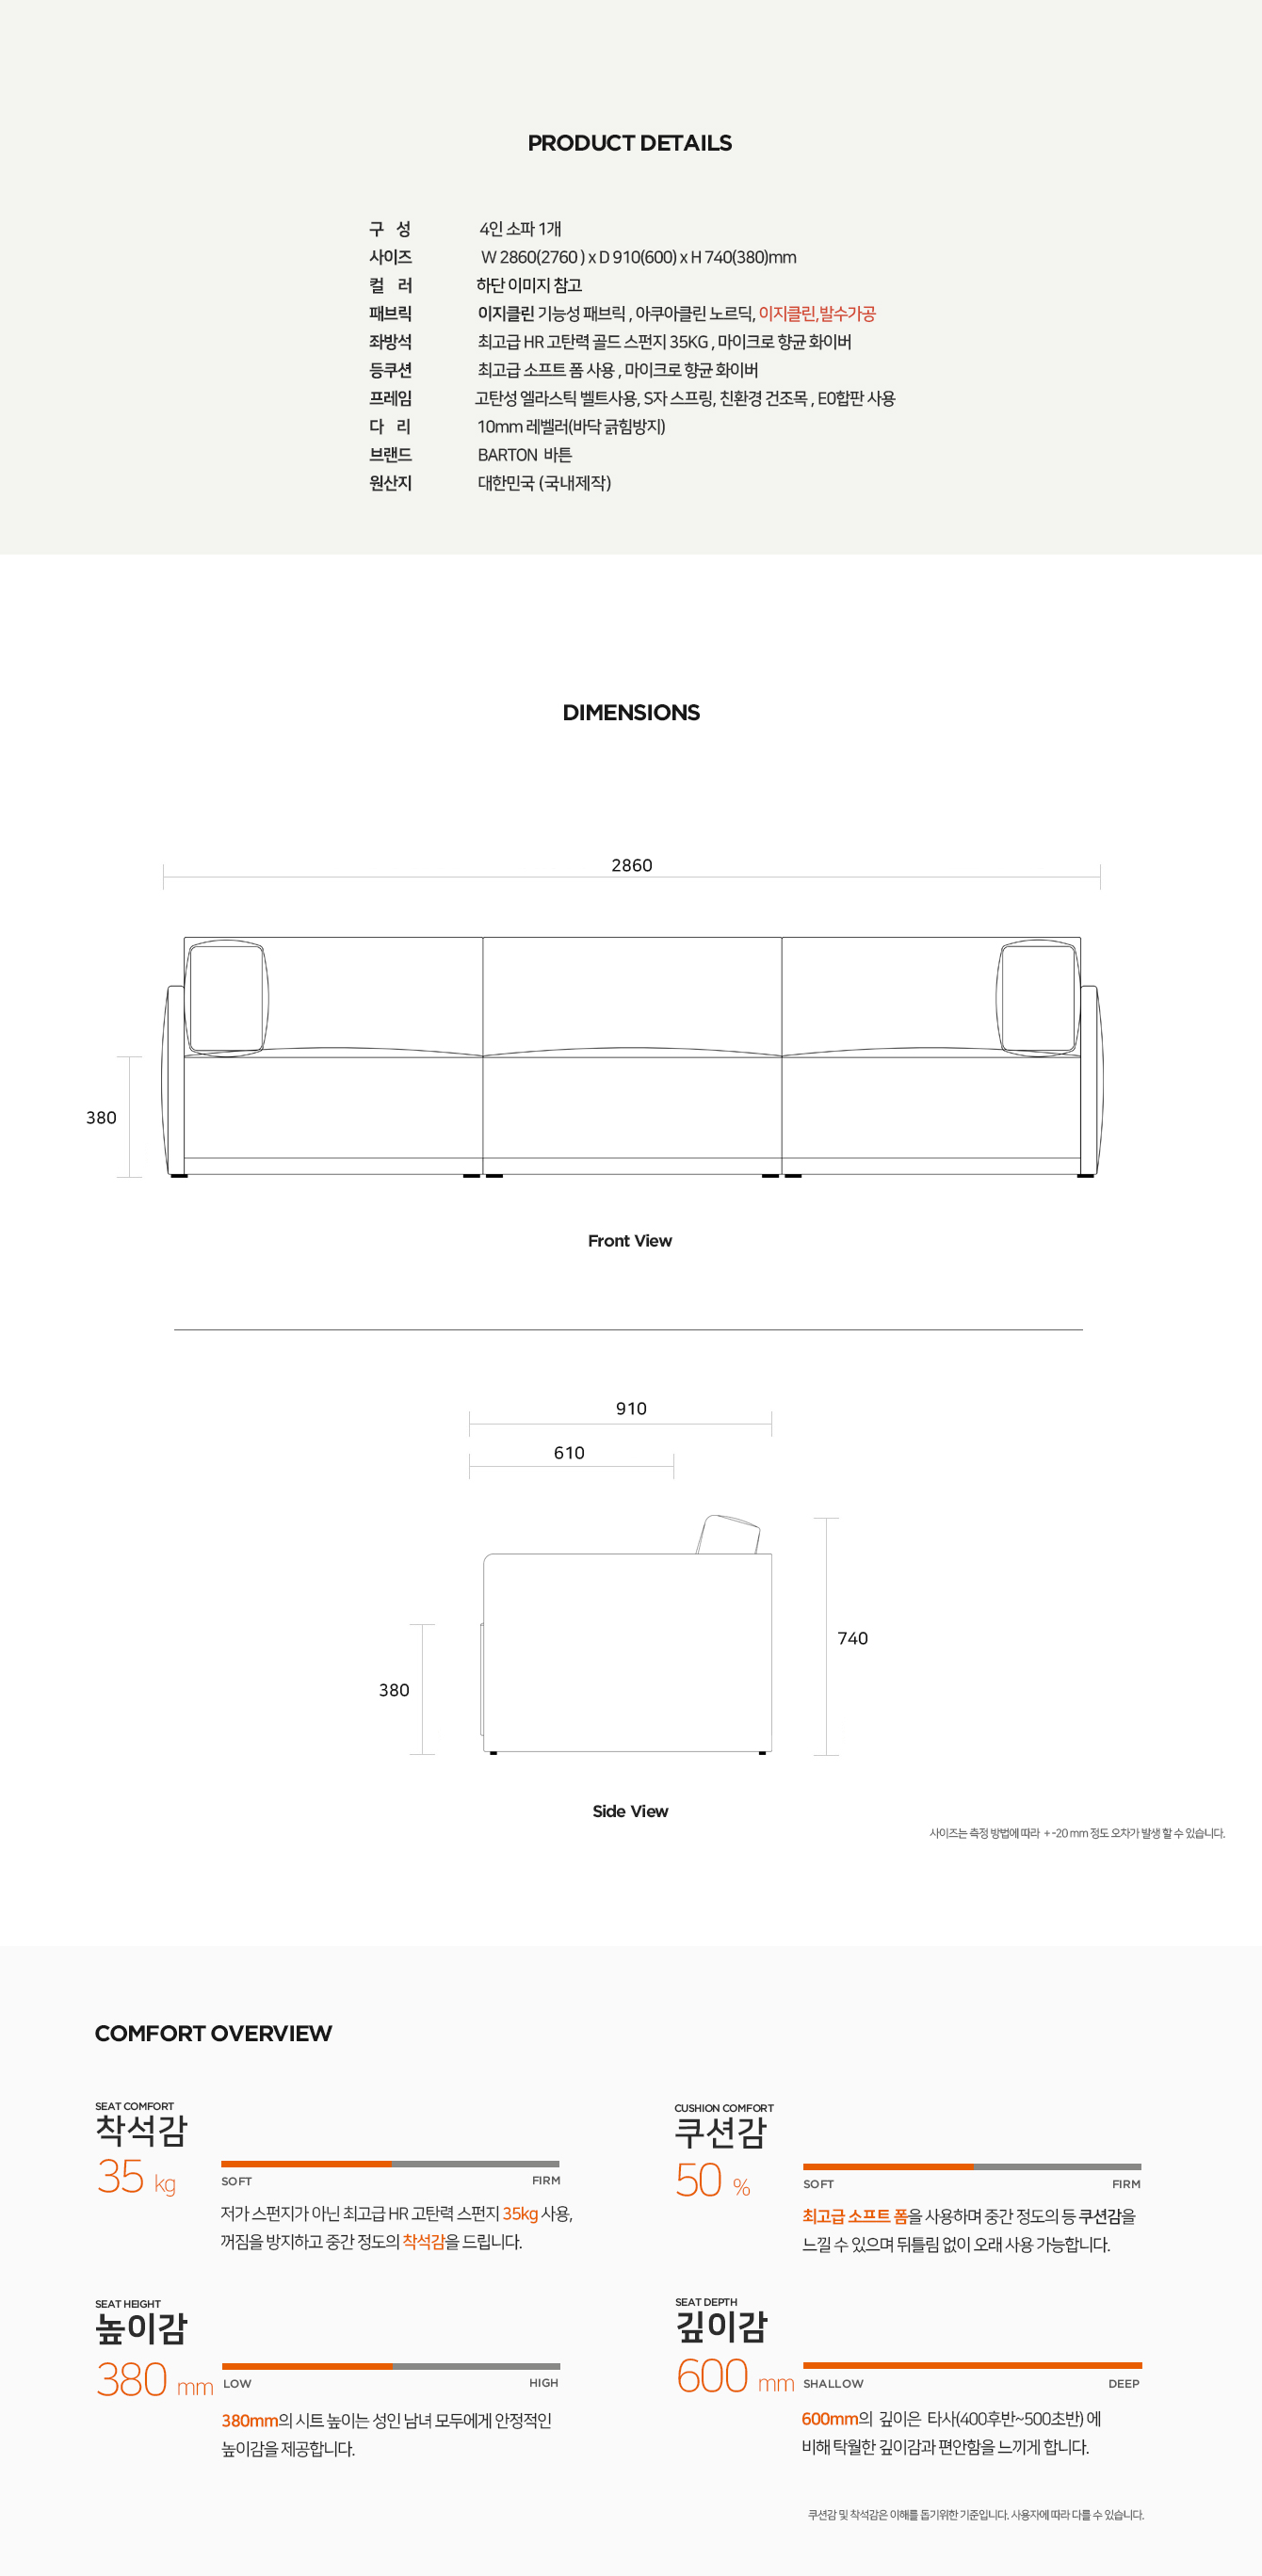 PRODUCT DETAILS
구 성 4인 소파 1개
사이즈 W 2860(2760 ) x D 910(600) x H 740(380)mm
컬 러 하단 이미지 참고
패브릭 이지클린 기능성 패브릭 , 아쿠아클린 노르딕, 이지클린,발수가공
좌방석 최고급 HR 고탄력 골드 스펀지 35KG , 마이크로 향균 화이버
등쿠션 최고급 소프트 폼 사용 , 마이크로 향균 화이버
프레임 고탄성 엘라스틱 벨트사용, S자 스프링, 친환경 건조목 , E0합판 사용
다 리 10mm 레벨러(바닥 긁힘방지)
브랜드 BARTON 바튼
원산지 대한민국 (국내제작)
DIMENSIONS
2860
380
Front View
910
610
740
380
Side View
사이즈는 측정 방법에 따라 + -20 mm 정도 오차가 발생 할 수 있습니다.
COMFORT OVERVIEW
SEAT COMFORT
착석감
35 kg
SOFT FIRM
저가 스펀지가 아닌 최고급 HR 고탄력 스펀지 35kg 사용,
꺼짐을 방지하고 중간 정도의 착석감을 드립니다.
CUSHION COMFORT
쿠션감
50 %
SOFT FIRM
최고급 소프트 폼을 사용하며 중간 정도의 등 쿠션감을
느낄 수 있으며 뒤틀림 없이 오래 사용 가능합니다.
SEAT HEIGHT
높이감
380 mm
LOW HIGH
380mm의 시트 높이는 성인 남녀 모두에게 안정적인
높이감을 제공합니다.
SEAT DEPTH
깊이감
600 mm
SHALLOW DEEP
600mm의 깊이은 타사(400후반~500초반) 에
비해 탁월한 깊이감과 편안함을 느끼게 합니다.
쿠션감 및 착석감은 이해를 돕기위한 기준입니다. 사용자에 따라 다를 수 있습니다.